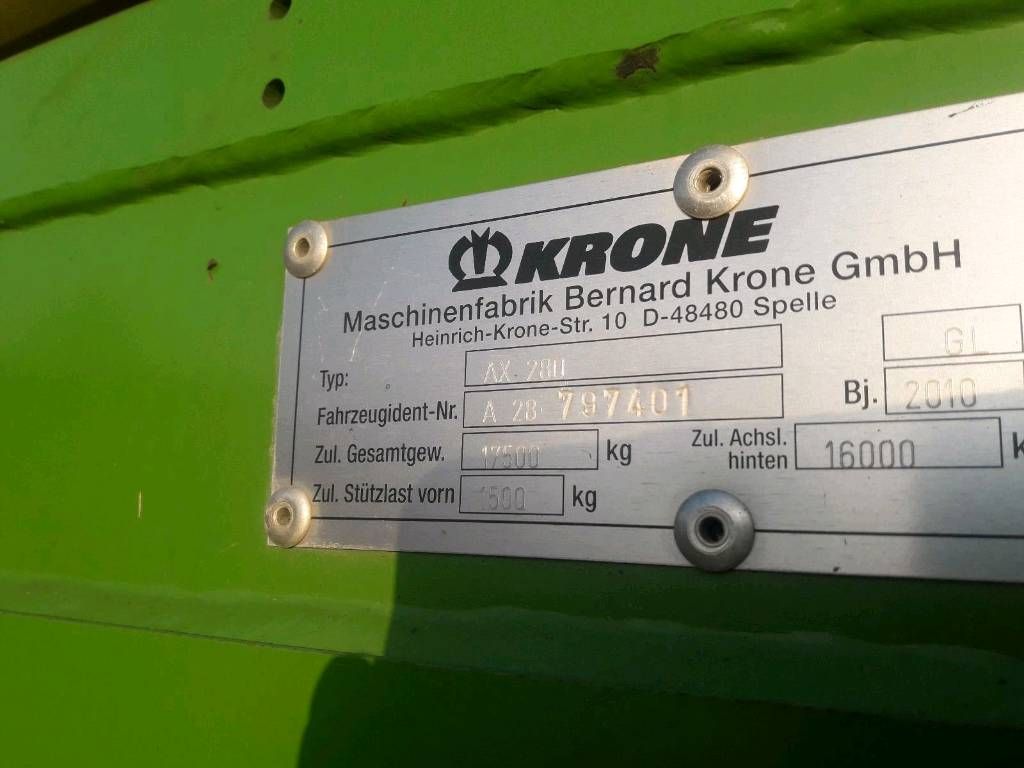 KRONE
Maschinenfabrik Bernard Krone GmbH
Heinrich-Krone-Str. 10 D-48480 Spelle
GL
Typ: AX 28U
Bj. 2010
Fahrzeugident-Nr. A 28- 797401
Zul. Gesamtgew. 17500 kg
Zul. Achsl. hinten 16000 k
Zul. Stützlast vorn 1500 kg